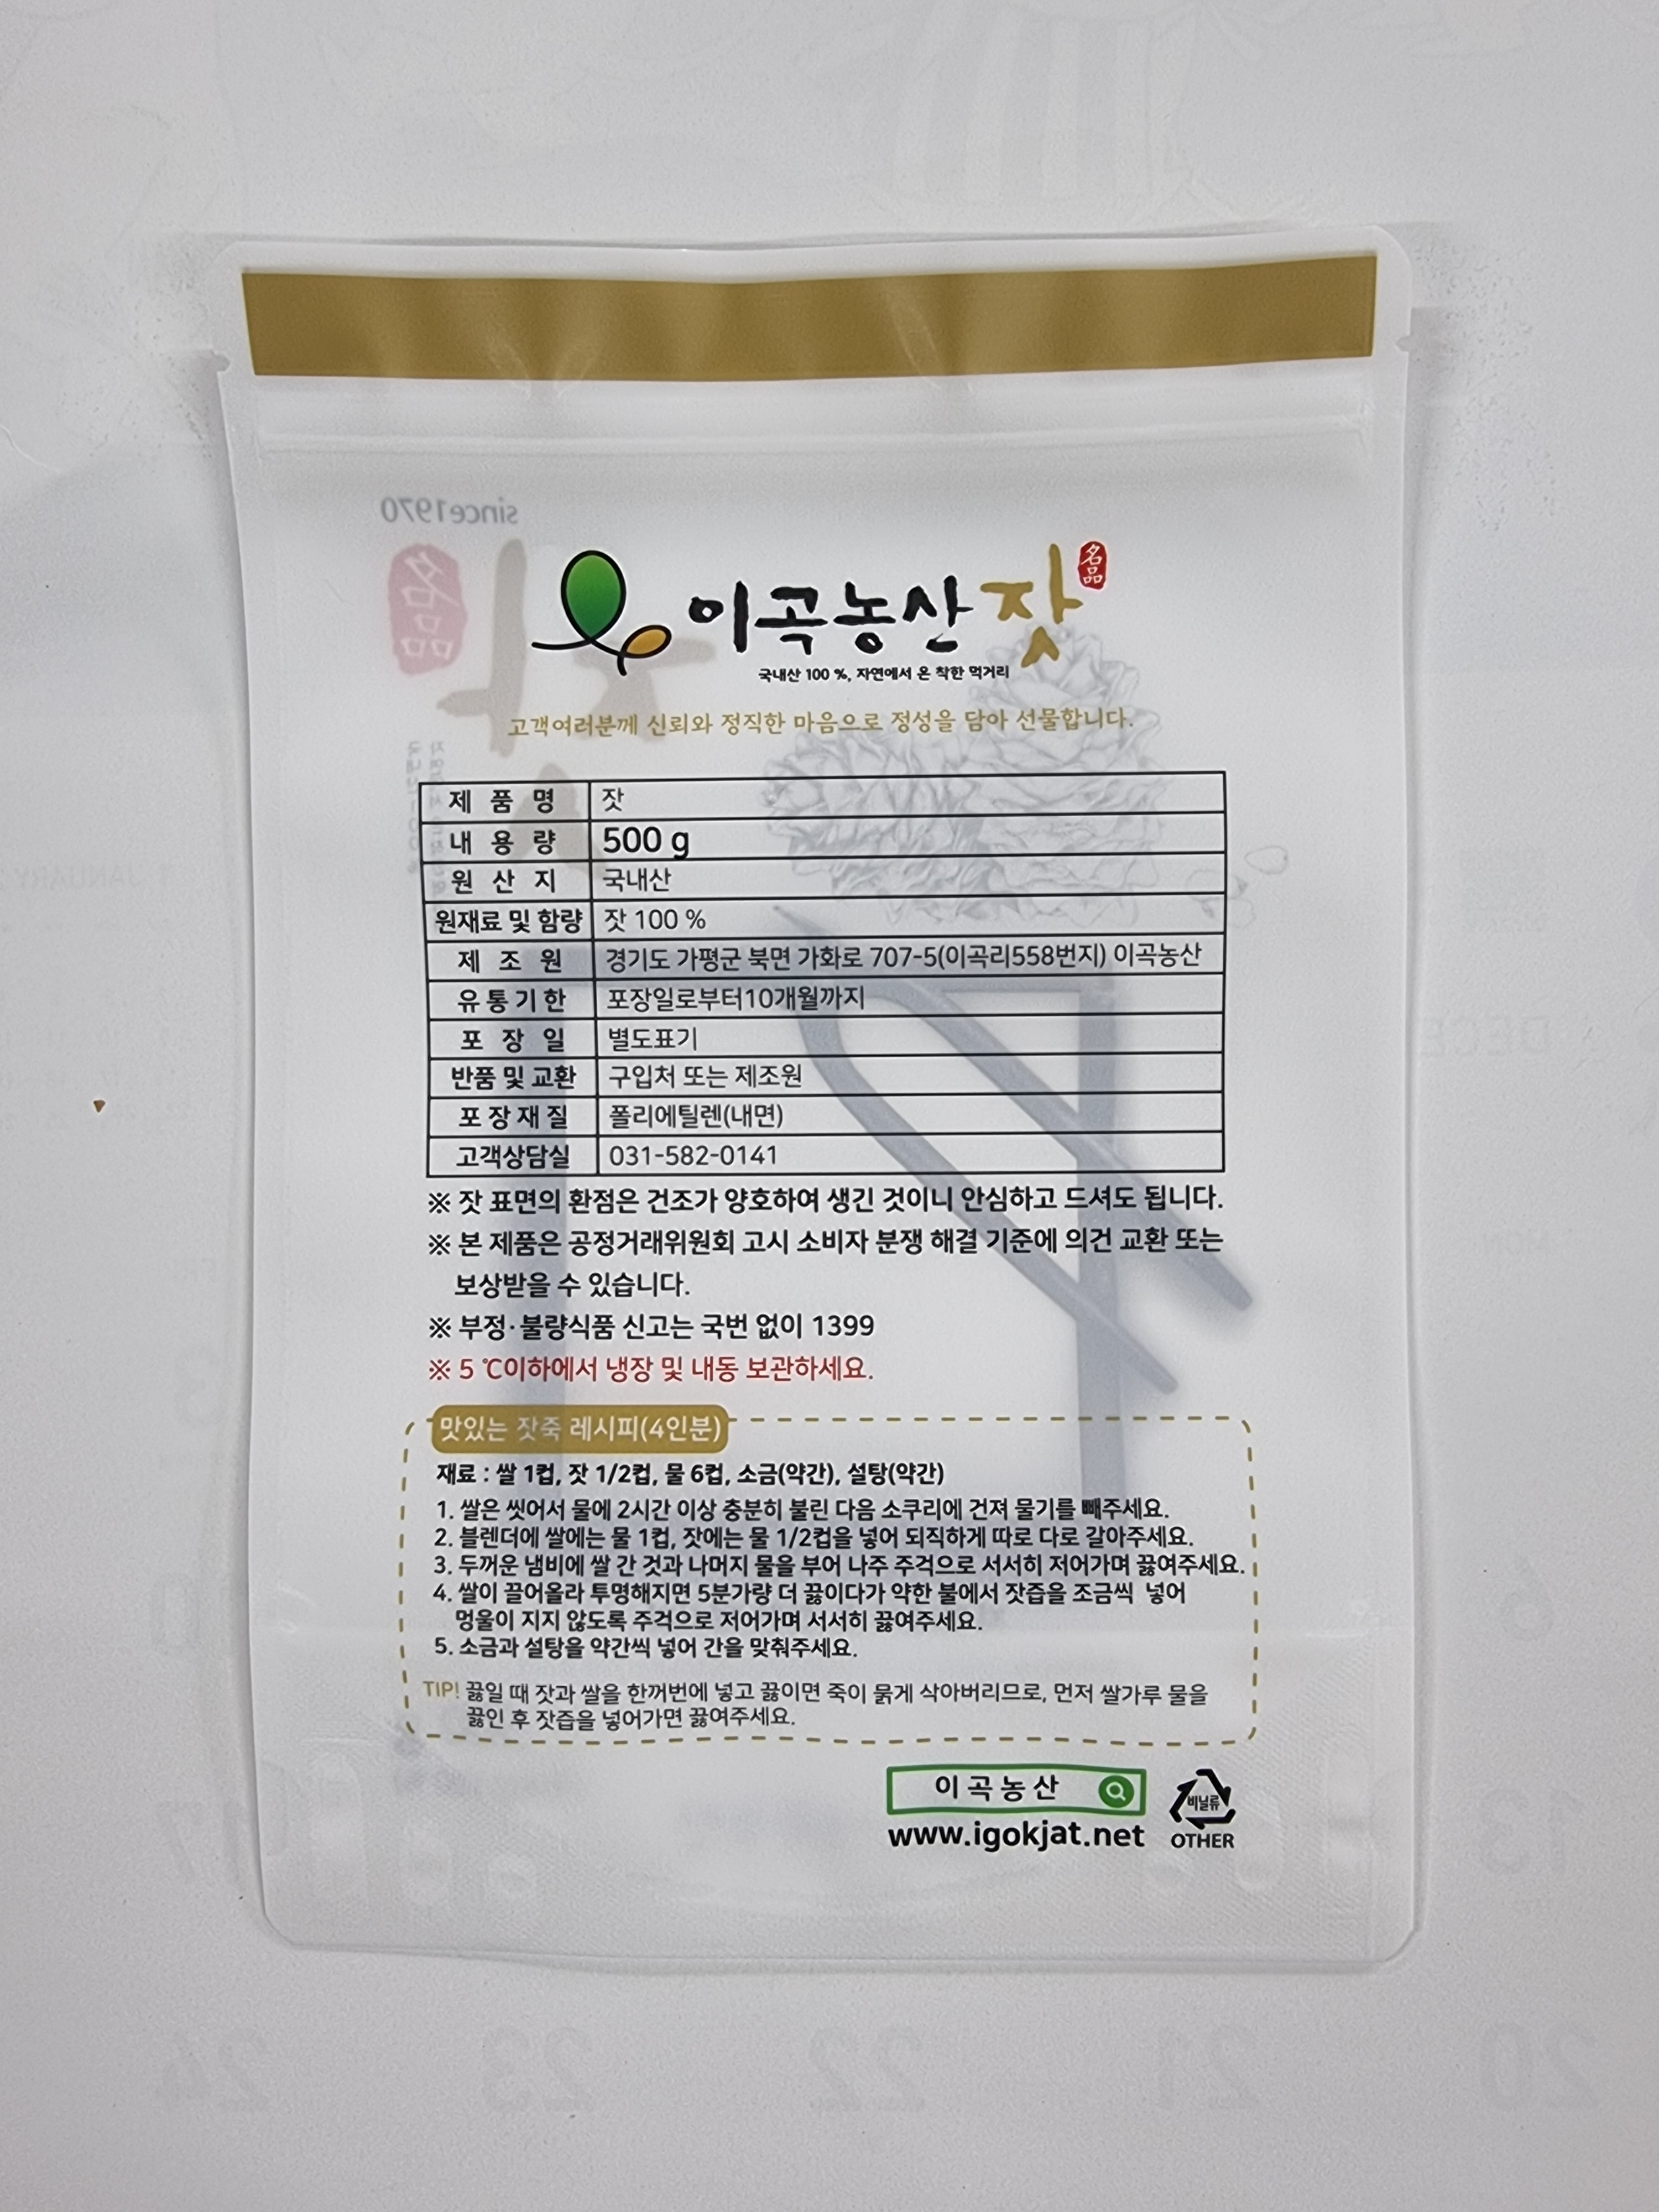 since1970
이곡농산 잣 名品
국내산 100 %, 자연에서 온 착한 먹거리
고객여러분께 신뢰와 정직한 마음으로 정성을 담아 선물합니다.
제 품 명 잣
내 용 량 500 g
원 산 지 국내산
원재료 및 함량 잣 100 %
제 조 원 경기도 가평군 북면 가화로 707-5(이곡리558번지) 이곡농산
유통기한 포장일로부터10개월까지
포 장 일 별도표기
반품 및 교환 구입처 또는 제조원
포장재질 폴리에틸렌(내면)
고객상담실 031-582-0141
※ 잣 표면의 환점은 건조가 양호하여 생긴 것이니 안심하고 드셔도 됩니다.
※ 본 제품은 공정거래위원회 고시 소비자 분쟁 해결 기준에 의건 교환 또는
보상받을 수 있습니다.
※ 부정·불량식품 신고는 국번 없이 1399
※ 5 ℃이하에서 냉장 및 내동 보관하세요.
맛있는 잣죽 레시피(4인분)
재료 : 쌀 1컵, 잣 1/2컵, 물 6컵, 소금(약간), 설탕(약간)
1. 쌀은 씻어서 물에 2시간 이상 충분히 불린 다음 소쿠리에 건져 물기를 빼주세요.
2. 블렌더에 쌀에는 물 1컵, 잣에는 물 1/2컵을 넣어 되직하게 따로 다로 갈아주세요.
3. 두꺼운 냄비에 쌀 간 것과 나머지 물을 부어 나주 주걱으로 서서히 저어가며 끓여주세요.
4. 쌀이 끌어올라 투명해지면 5분가량 더 끓이다가 약한 불에서 잣즙을 조금씩 넣어
멍울이 지지 않도록 주걱으로 저어가며 서서히 끓여주세요.
5. 소금과 설탕을 약간씩 넣어 간을 맞춰주세요.
TIP! 끓일 때 잣과 쌀을 한꺼번에 넣고 끓이면 죽이 묽게 삭아버리므로, 먼저 쌀가루 물을
끓인 후 잣즙을 넣어가면 끓여주세요.
이곡농산
www.igokjat.net
비닐류
OTHER